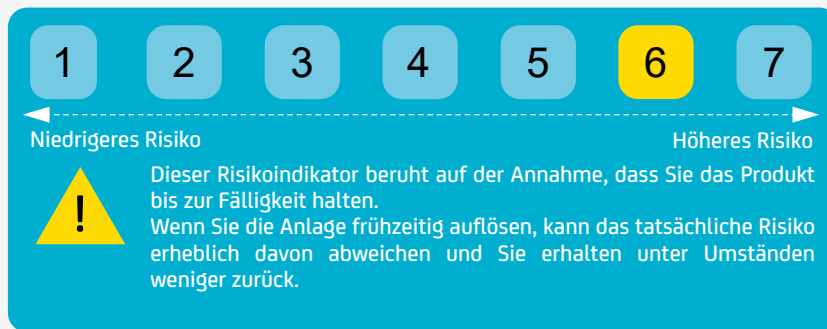 1 2 3 4 5 6 7
Niedrigeres Risiko Höheres Risiko
!
Dieser Risikoindikator beruht auf der Annahme, dass Sie das Produkt
bis zur Fälligkeit halten.
Wenn Sie die Anlage frühzeitig auflösen, kann das tatsächliche Risiko
erheblich davon abweichen und Sie erhalten unter Umständen
weniger zurück.